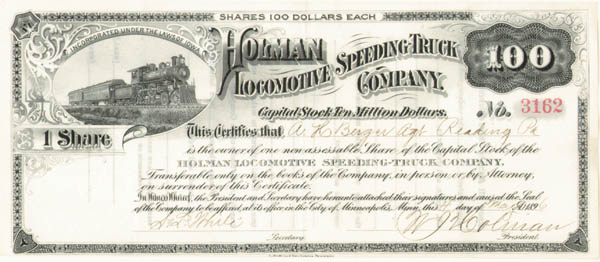 SHARES 100 DOLLARS EACH
INCORPORATED UNDER THE LAWS OF IOWA
HOLMAN
LOCOMOTIVE SPEEDING-TRUCK
COMPANY.
100
Capital Stock Ten Million Dollars.
No. 3162
1 Share
This Certifies that A. K. Berger Agt Reading Pa
is the owner of one non-assessable Share of the Capital Stock of the
HOLMAN LOCOMOTIVE SPEEDING-TRUCK COMPANY,
Transferable only on the books of the Company, in person or by Attorney,
on surrender of this Certificate.
In Witness Whereof, the President and Secretary have hereunto attached their signatures and caused the Seal
of the Company to be affixed, at its office in the City of Minneapolis, Minn., this day of 189
W J Holman
Secretary. President.